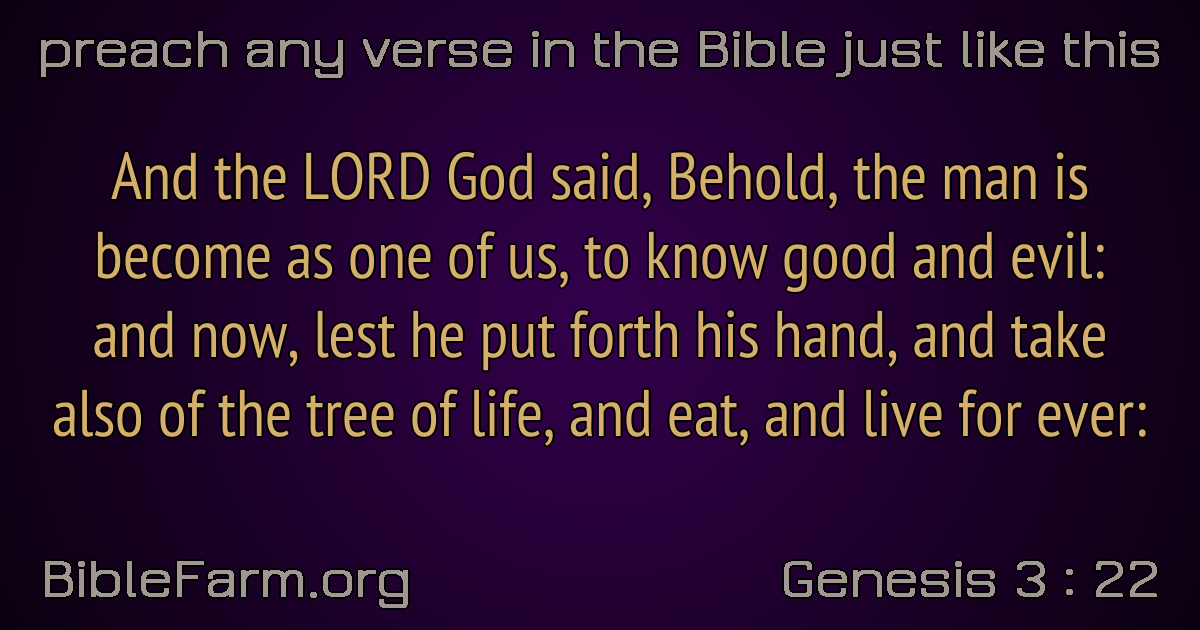 preach any verse in the Bible just like this
And the LORD God said, Behold, the man is
become as one of us, to know good and evil:
and now, lest he put forth his hand, and take
also of the tree of life, and eat, and live for ever:
BibleFarm.org
Genesis 3 : 22